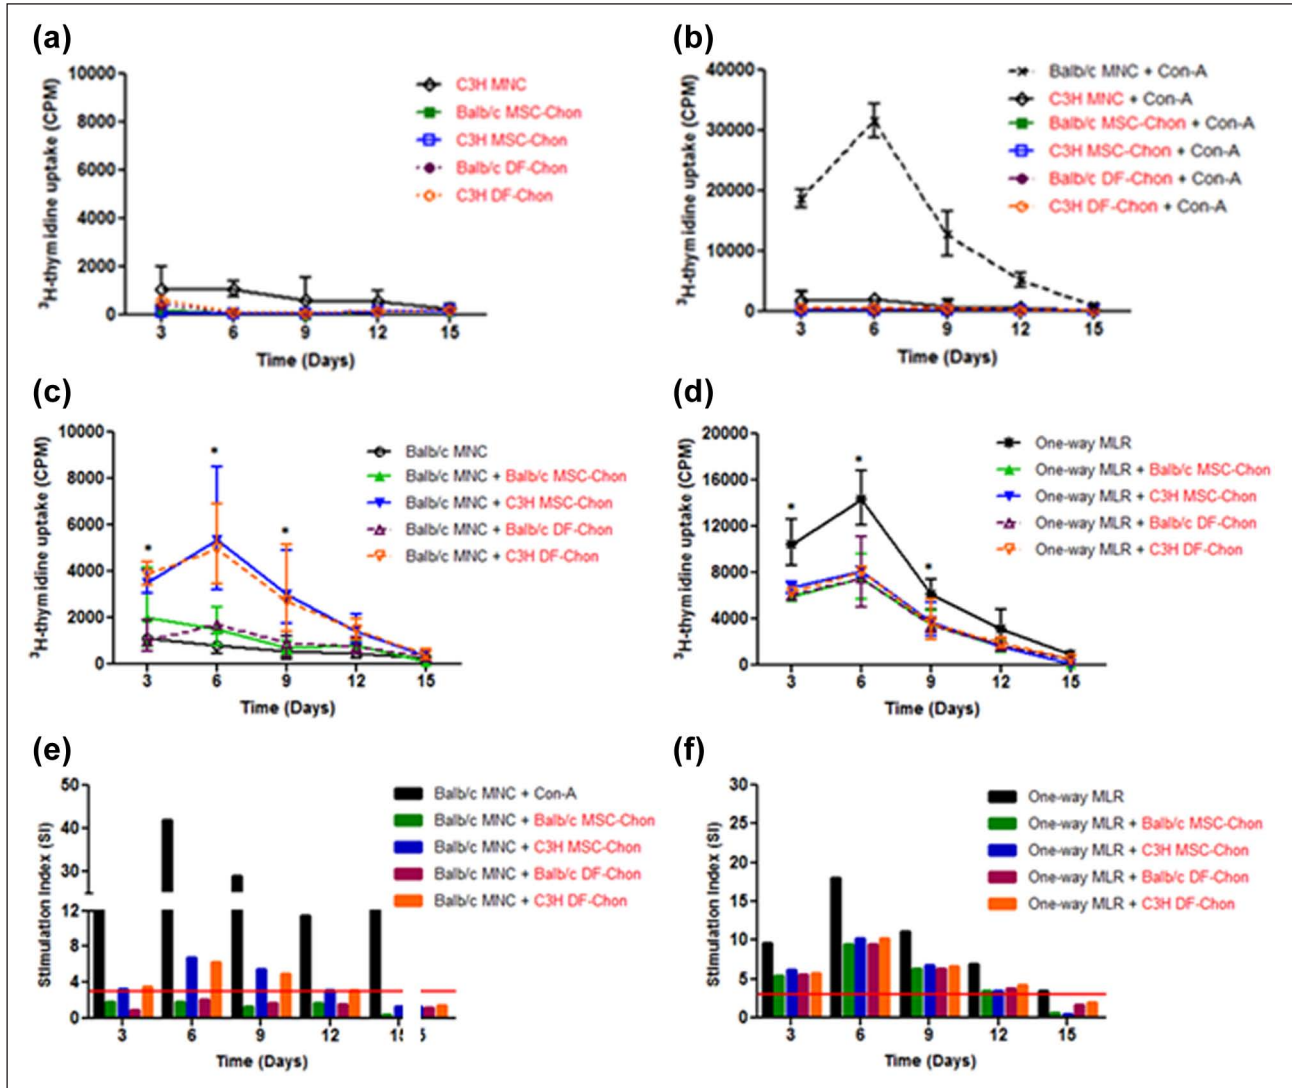 (a)
³H-thymidine uptake (CPM)
10000
8000
6000
4000
2000
0
3 6 9 12 15
Time (Days)
C3H MNC
Balb/c MSC-Chon
C3H MSC-Chon
Balb/c DF-Chon
C3H DF-Chon
(b)
³H-thymidine uptake (CPM)
40000
30000
20000
10000
0
3 6 9 12 15
Time (Days)
Balb/c MNC + Con-A
C3H MNC + Con-A
Balb/c MSC-Chon + Con-A
C3H MSC-Chon + Con-A
Balb/c DF-Chon + Con-A
C3H DF-Chon + Con-A
(c)
³H-thymidine uptake (CPM)
10000
8000
6000
4000
2000
0
* * *
3 6 9 12 15
Time (Days)
Balb/c MNC
Balb/c MNC + Balb/c MSC-Chon
Balb/c MNC + C3H MSC-Chon
Balb/c MNC + Balb/c DF-Chon
Balb/c MNC + C3H DF-Chon
(d)
³H-thymidine uptake (CPM)
20000
16000
12000
8000
4000
0
* * *
3 6 9 12 15
Time (Days)
One-way MLR
One-way MLR + Balb/c MSC-Chon
One-way MLR + C3H MSC-Chon
One-way MLR + Balb/c DF-Chon
One-way MLR + C3H DF-Chon
(e)
Stimulation Index (SI)
50
40
30
12
8
4
0
3 6 9 12 15
Time (Days)
Balb/c MNC + Con-A
Balb/c MNC + Balb/c MSC-Chon
Balb/c MNC + C3H MSC-Chon
Balb/c MNC + Balb/c DF-Chon
Balb/c MNC + C3H DF-Chon
(f)
Stimulation Index (SI)
30
25
20
15
10
5
0
3 6 9 12 15
Time (Days)
One-way MLR
One-way MLR + Balb/c MSC-Chon
One-way MLR + C3H MSC-Chon
One-way MLR + Balb/c DF-Chon
One-way MLR + C3H DF-Chon